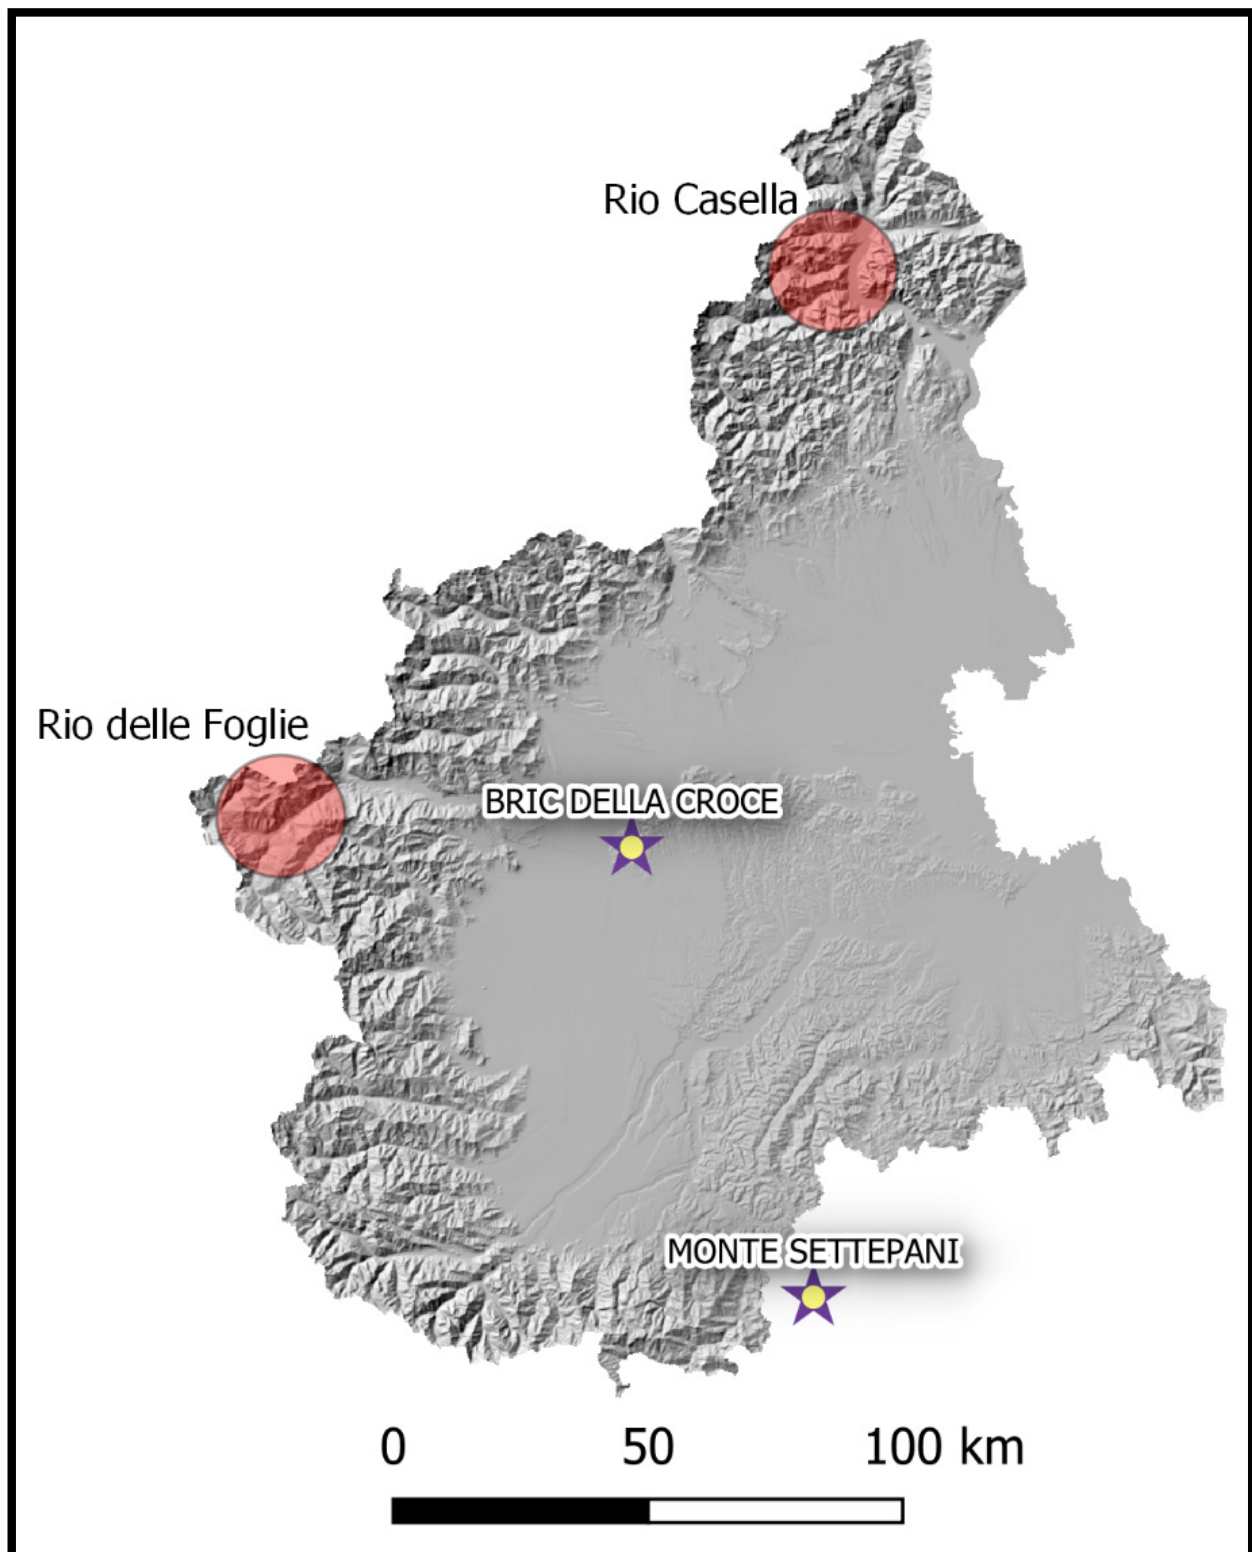 Rio Casella
Rio delle Foglie
BRIC DELLA CROCE
MONTE SETTEPANI
0 50 100 km